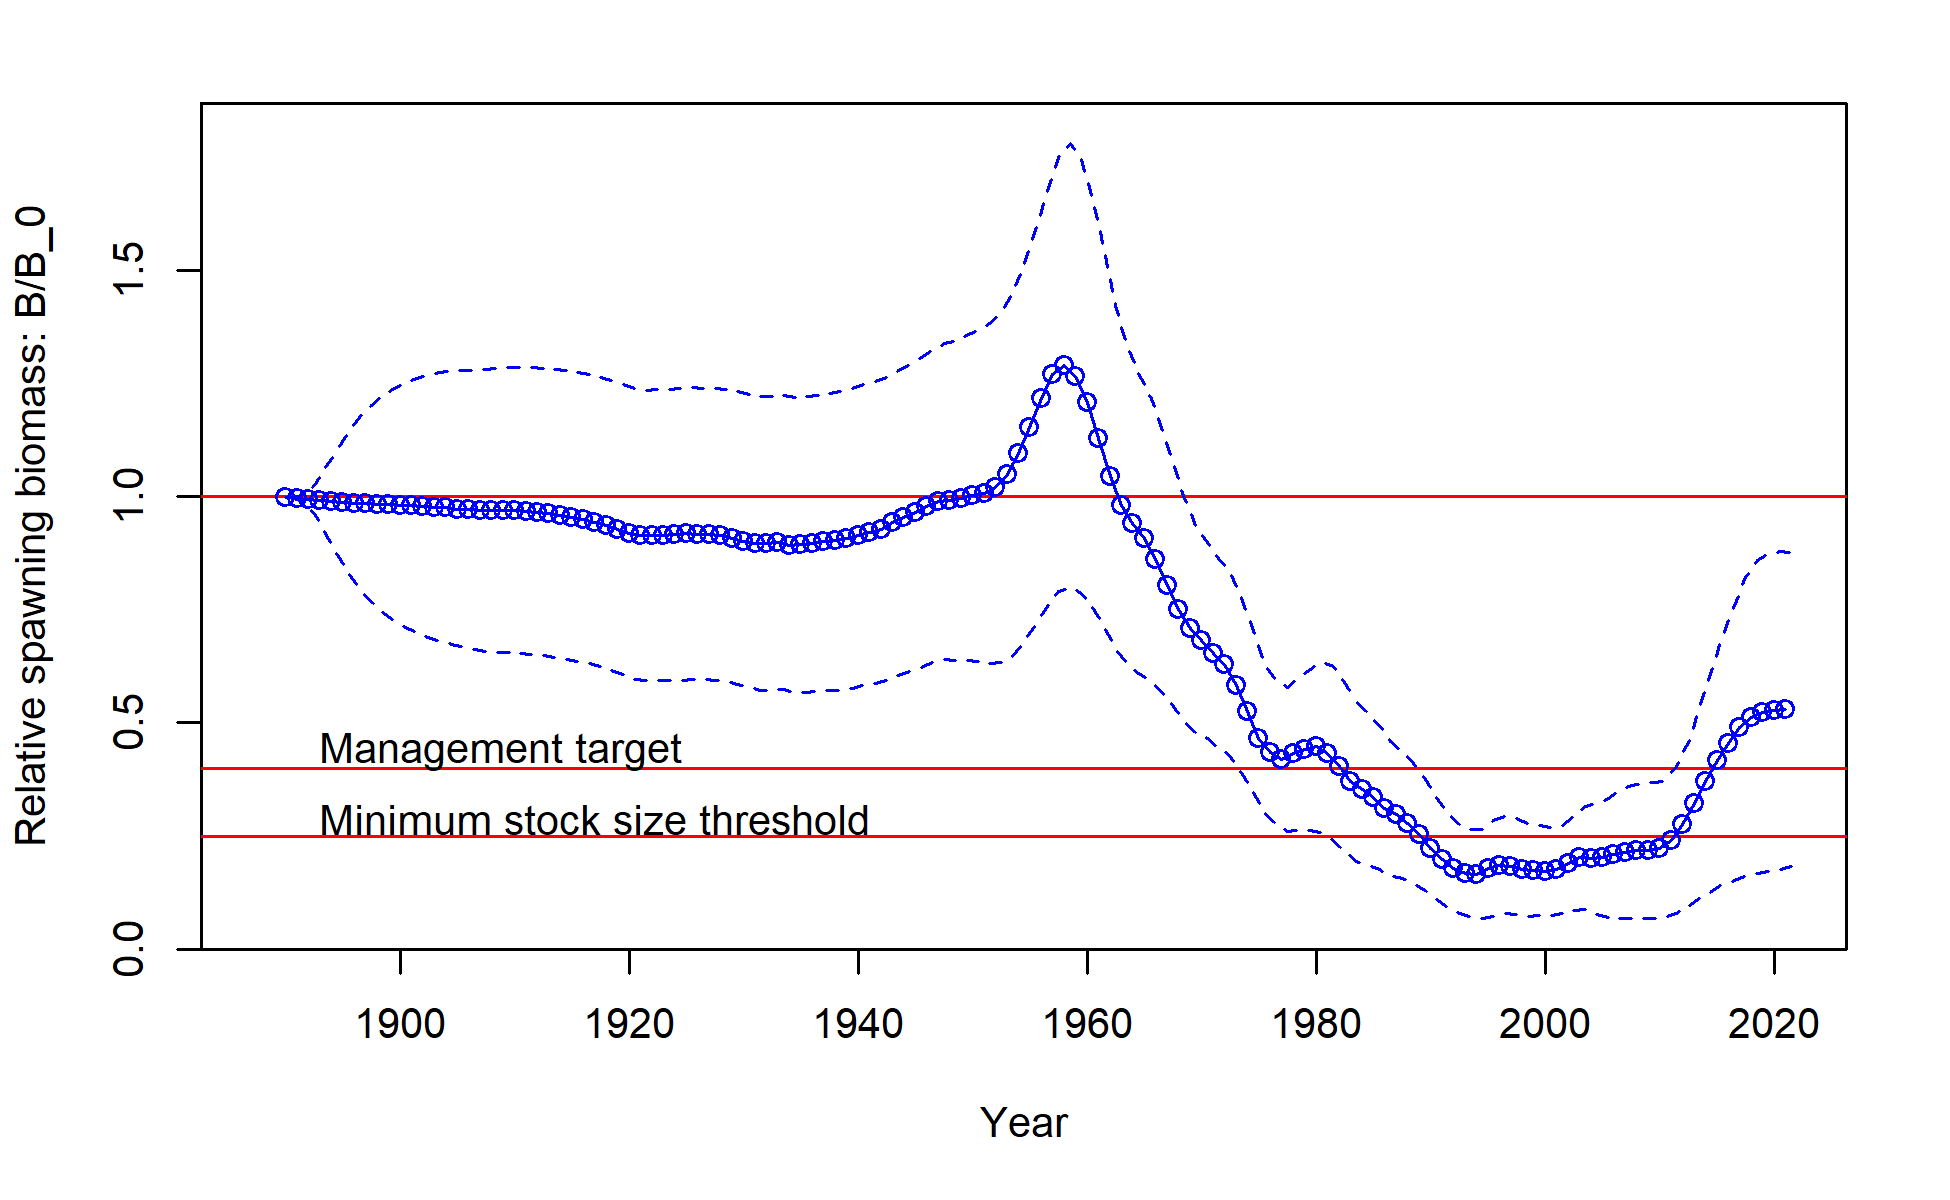 Relative spawning biomass: B/B_0
1.5
1.0
0.5
0.0
Management target
Minimum stock size threshold
1900 1920 1940 1960 1980 2000 2020
Year